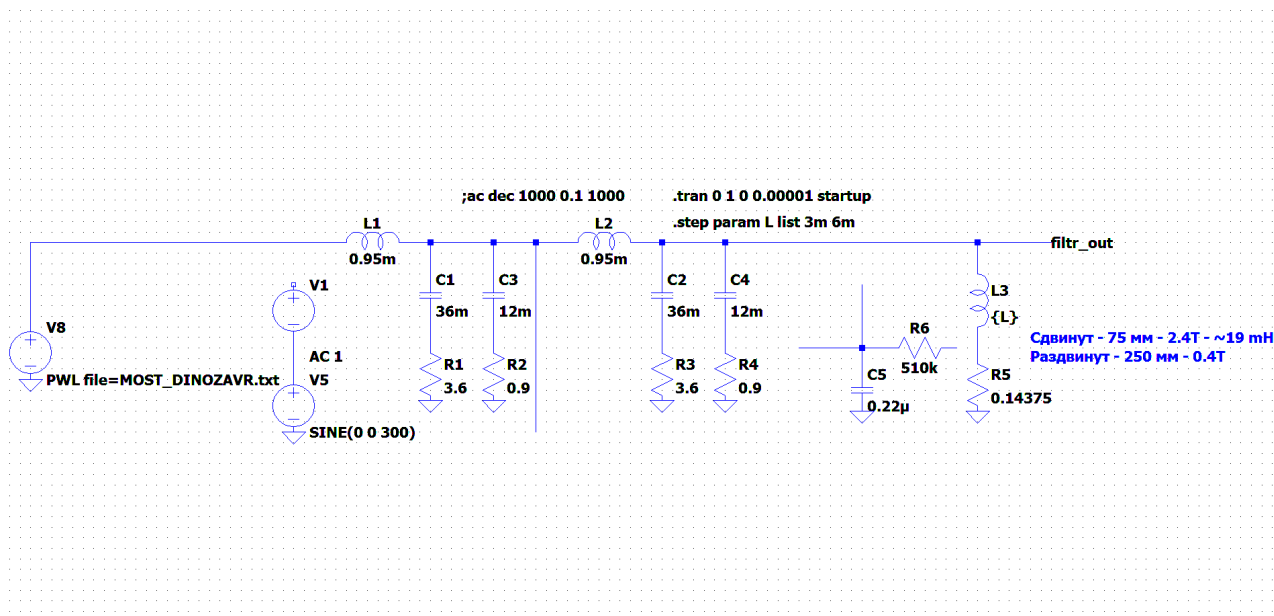 ;ac dec 1000 0.1 1000
.tran 0 1 0 0.00001 startup
.step param L list 3m 6m
L1
0.95m
L2
0.95m
filtr_out
C1
36m
C3
12m
C2
36m
C4
12m
V1
L3
{L}
V8
R6
510k
Сдвинут - 75 мм - 2.4Т - ~19 mH
Раздвинут - 250 мм - 0.4Т
AC 1
V5
PWL file=MOST_DINOZAVR.txt
R1
3.6
R2
0.9
R3
3.6
R4
0.9
C5
0.22µ
R5
0.14375
SINE(0 0 300)